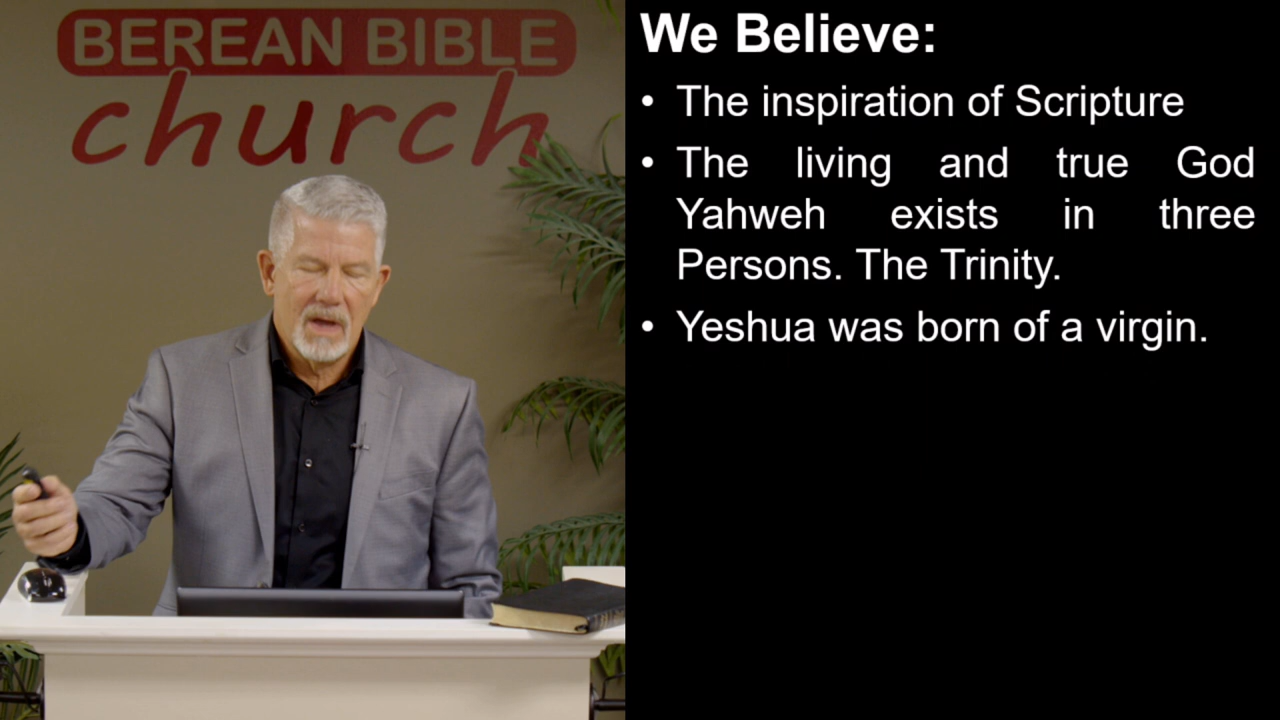 BEREAN BIBLE
church
We Believe:
• The inspiration of Scripture
• The living and true God
Yahweh exists in three
Persons. The Trinity.
• Yeshua was born of a virgin.